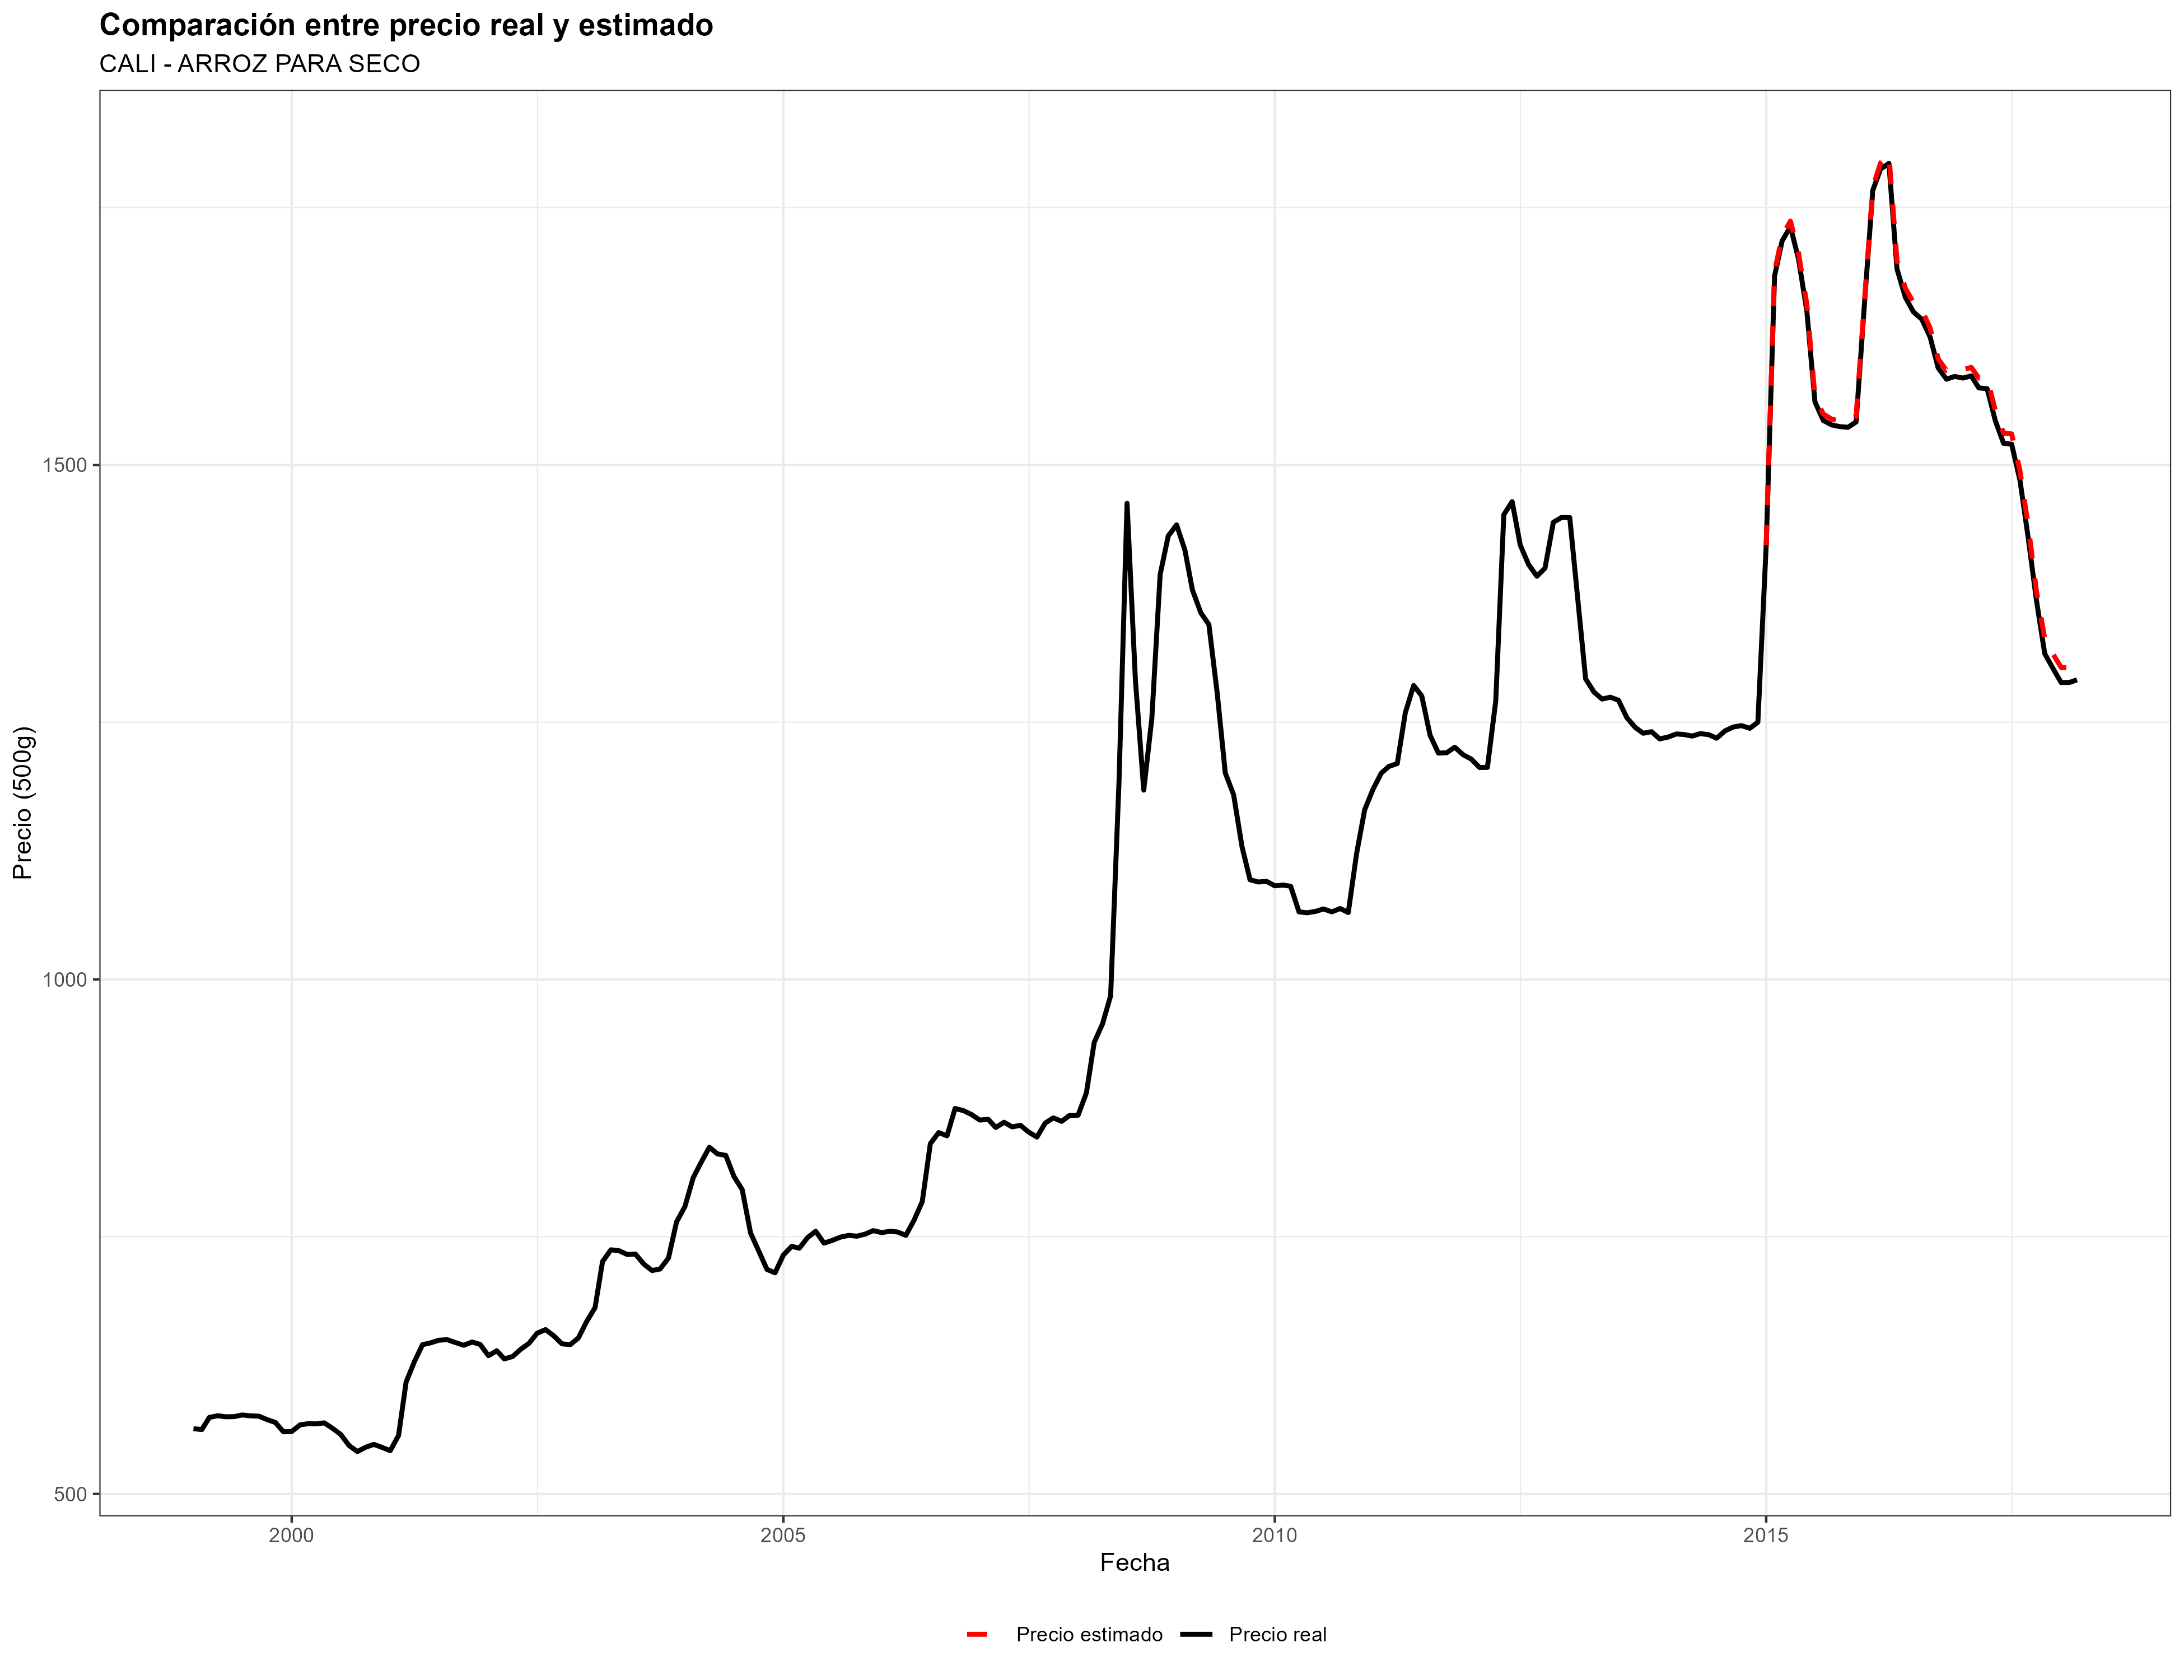 Comparación entre precio real y estimado
CALI - ARROZ PARA SECO
Precio (500g)
1500
1000
500
2000 2005 2010 2015
Fecha
Precio estimado Precio real